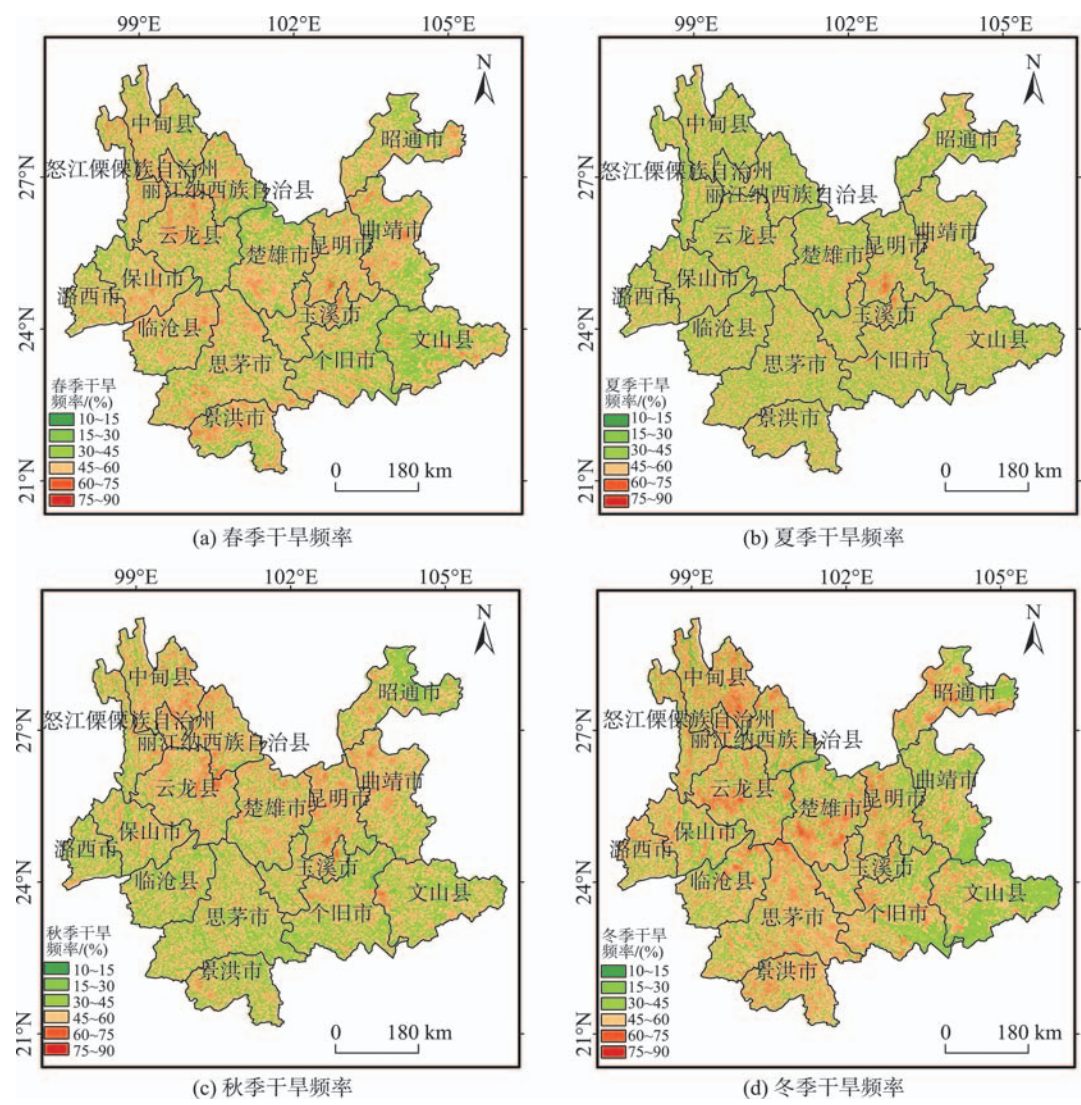 99°E 102°E 105°E
N
27°N
24°N
21°N
中甸县
昭通市
怒江傈僳族自治州
丽江纳西族自治县
云龙县
曲靖市
昆明市
楚雄市
保山市
潞西市
玉溪市
临沧县
文山县
思茅市
个旧市
景洪市
春季干旱
频率/(%)
10~15
15~30
30~45
45~60
60~75
75~90
0 180 km
(a) 春季干旱频率
99°E 102°E 105°E
N
27°N
24°N
21°N
中甸县
昭通市
怒江傈僳族自治州
丽江纳西族自治县
云龙县
曲靖市
昆明市
楚雄市
保山市
潞西市
玉溪市
临沧县
文山县
思茅市
个旧市
景洪市
夏季干旱
频率/(%)
10~15
15~30
30~45
45~60
60~75
75~90
0 180 km
(b) 夏季干旱频率
99°E 102°E 105°E
N
27°N
24°N
21°N
中甸县
昭通市
怒江傈僳族自治州
丽江纳西族自治县
云龙县
曲靖市
昆明市
楚雄市
保山市
潞西市
玉溪市
临沧县
文山县
思茅市
个旧市
景洪市
秋季干旱
频率/(%)
10~15
15~30
30~45
45~60
60~75
75~90
0 180 km
(c) 秋季干旱频率
99°E 102°E 105°E
N
27°N
24°N
21°N
中甸县
昭通市
怒江傈僳族自治州
丽江纳西族自治县
云龙县
曲靖市
昆明市
楚雄市
保山市
潞西市
玉溪市
临沧县
文山县
思茅市
个旧市
景洪市
冬季干旱
频率/(%)
10~15
15~30
30~45
45~60
60~75
75~90
0 180 km
(d) 冬季干旱频率